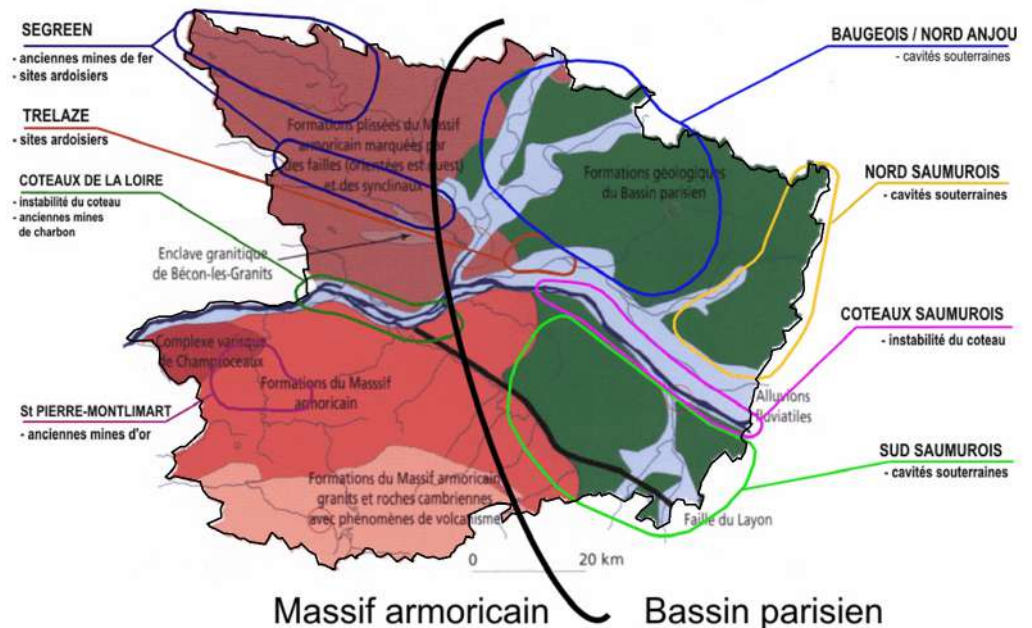 SEGREEN
- anciennes mines de fer
- sites ardoisiers
TRELAZE
- sites ardoisiers
COTEAUX DE LA LOIRE
- instabilité du coteau
- anciennes mines
de charbon
Enclave granitique
de Bécon-les-Granits
Formations plissées du Massif
armoricain marquées par
des failles (orientées est-ouest)
et des synclinaux
Complexe varisque
de Champtoceaux
Formations du Masssif
armoricain
St PIERRE-MONTLIMART
- anciennes mines d'or
Formations du Massif armoricain,
granits et roches cambriennes
avec phénomènes de volcanisme
BAUGEOIS / NORD ANJOU
- cavités souterraines
Formations géologiques
du Bassin parisien
NORD SAUMUROIS
- cavités souterraines
COTEAUX SAUMUROIS
- instabilité du coteau
Alluvions
fluviatiles
SUD SAUMUROIS
- cavités souterraines
Faille du Layon
0 20 km
Massif armoricain
Bassin parisien